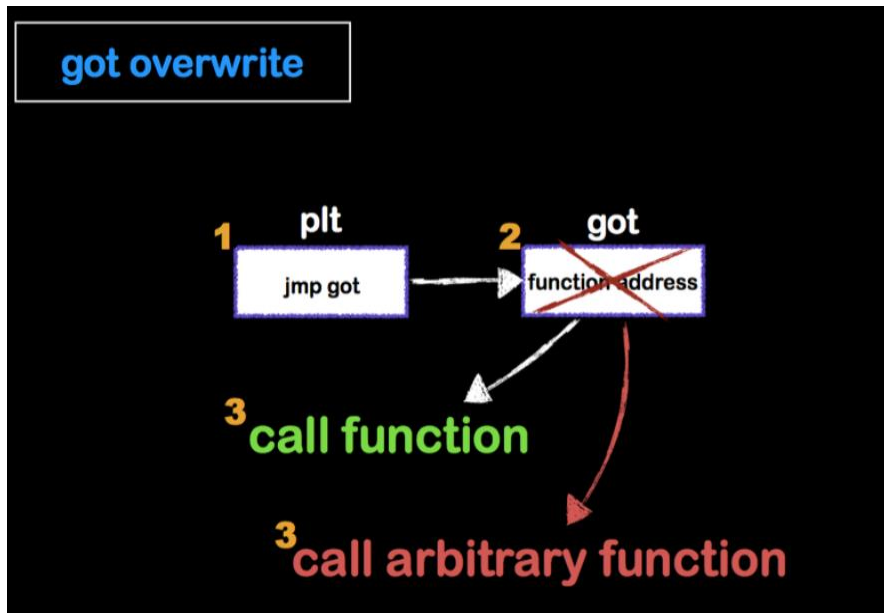 got overwrite
plt
got
1
2
jmp got
function address
3
call function
3
call arbitrary function